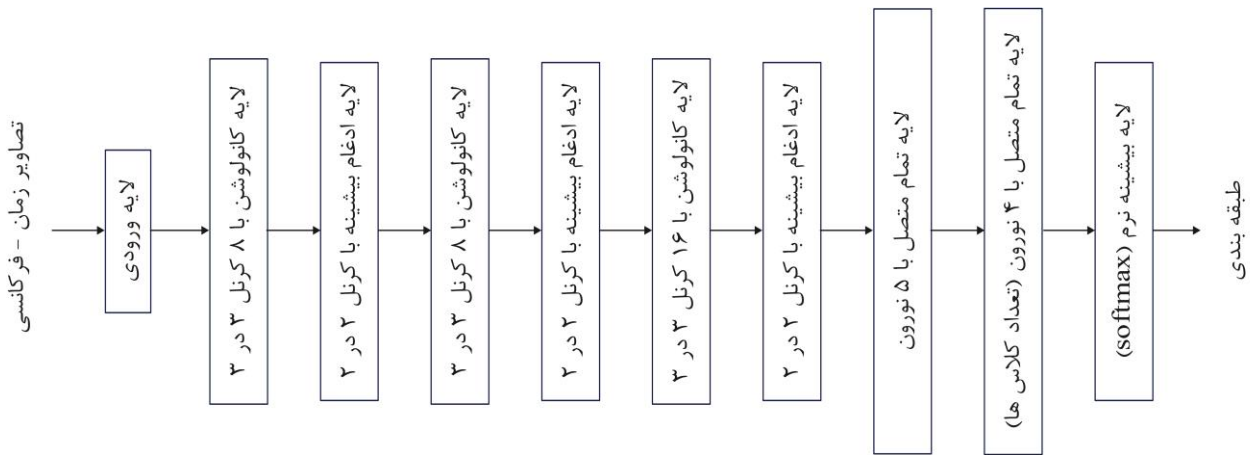 تصاویر زمان - فرکانسی
لایه ورودی
لایه کانولوشن با ۸ کرنل ۳ در ۳
لایه ادغام بیشینه با کرنل ۲ در ۲
لایه کانولوشن با ۸ کرنل ۳ در ۳
لایه ادغام بیشینه با کرنل ۲ در ۲
لایه کانولوشن با ۱۶ کرنل ۳ در ۳
لایه ادغام بیشینه با کرنل ۲ در ۲
لایه تمام متصل با ۵ نورون
لایه تمام متصل با ۴ نورون (تعداد کلاس ها)
لایه بیشینه نرم
(softmax)
طبقه بندی